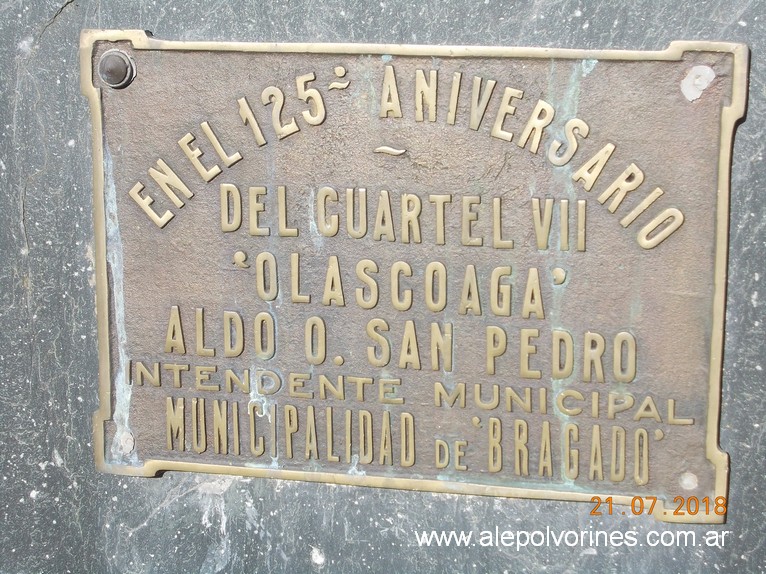 EN EL 125º ANIVERSARIO
DEL CUARTEL VII
"OLASCOAGA"
ALDO O. SAN PEDRO
INTENDENTE MUNICIPAL
MUNICIPALIDAD DE "BRAGADO"
21.07.2018
www.alepolvorines.com.ar